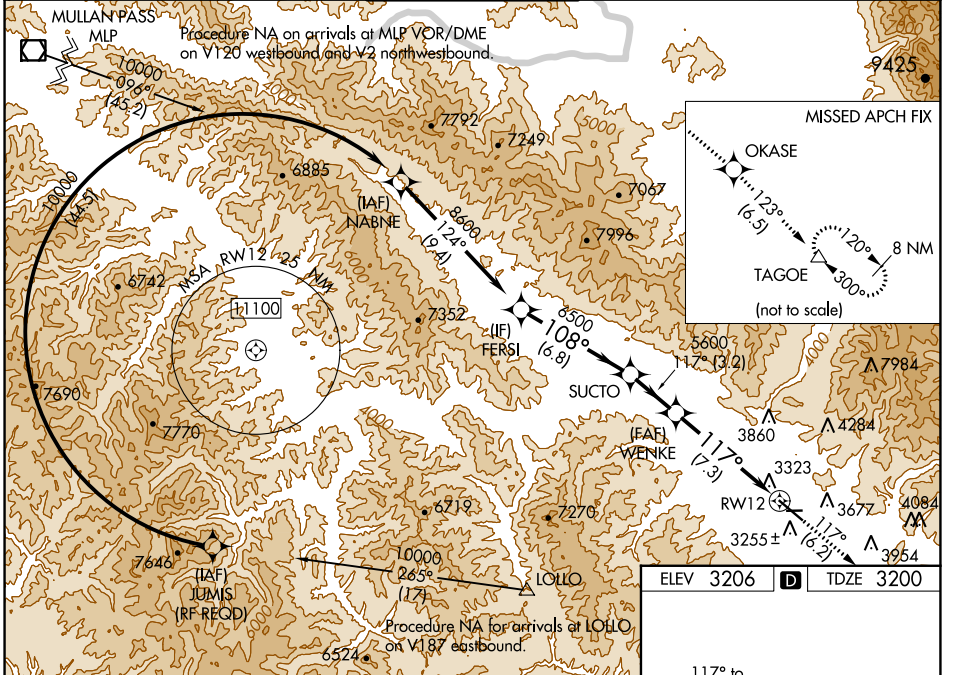 MULLAN PASS
MLP
Procedure NA on arrivals at MLP VOR/DME
on V120 westbound and V2 northwestbound.
10000
096°
(45.2)
4000
9425
7792
7249
5000
MISSED APCH FIX
OKASE
123°
(6.5)
120°
8 NM
TAGOE
300°
(not to scale)
6885
(IAF)
NABNE
7067
7996
10000
(44.5)
8600
124°
(9.4)
6742
MSA RW12 25 NM
11100
7352
(IF)
FERSI
6500
108°
(6.8)
5600
117° (3.2)
4000
7984
SUCTO
7690
7770
4000
(FAF)
WENKE
3860
4284
117°
(7.3)
3323
RW12
3677
4084
3255±
117°
(6.2)
3954
6719
7270
7646
(IAF)
JUMIS
(RF REQD)
10000
265°
(17)
LOLLO
ELEV 3206
D
TDZE 3200
Procedure NA for arrivals at LOLLO
on V187 eastbound.
6524
117° to